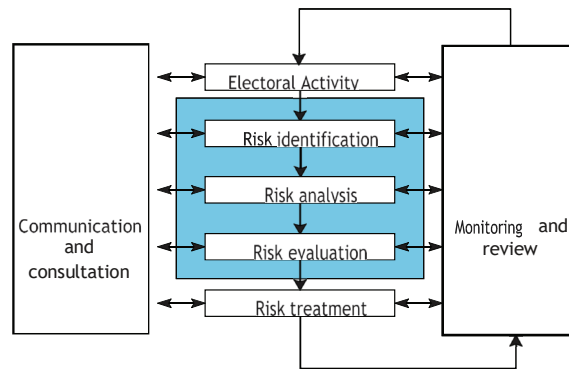 Electoral Activity
Risk identification
Risk analysis
Risk evaluation
Risk treatment
Communication
and
consultation
Monitoring and
review